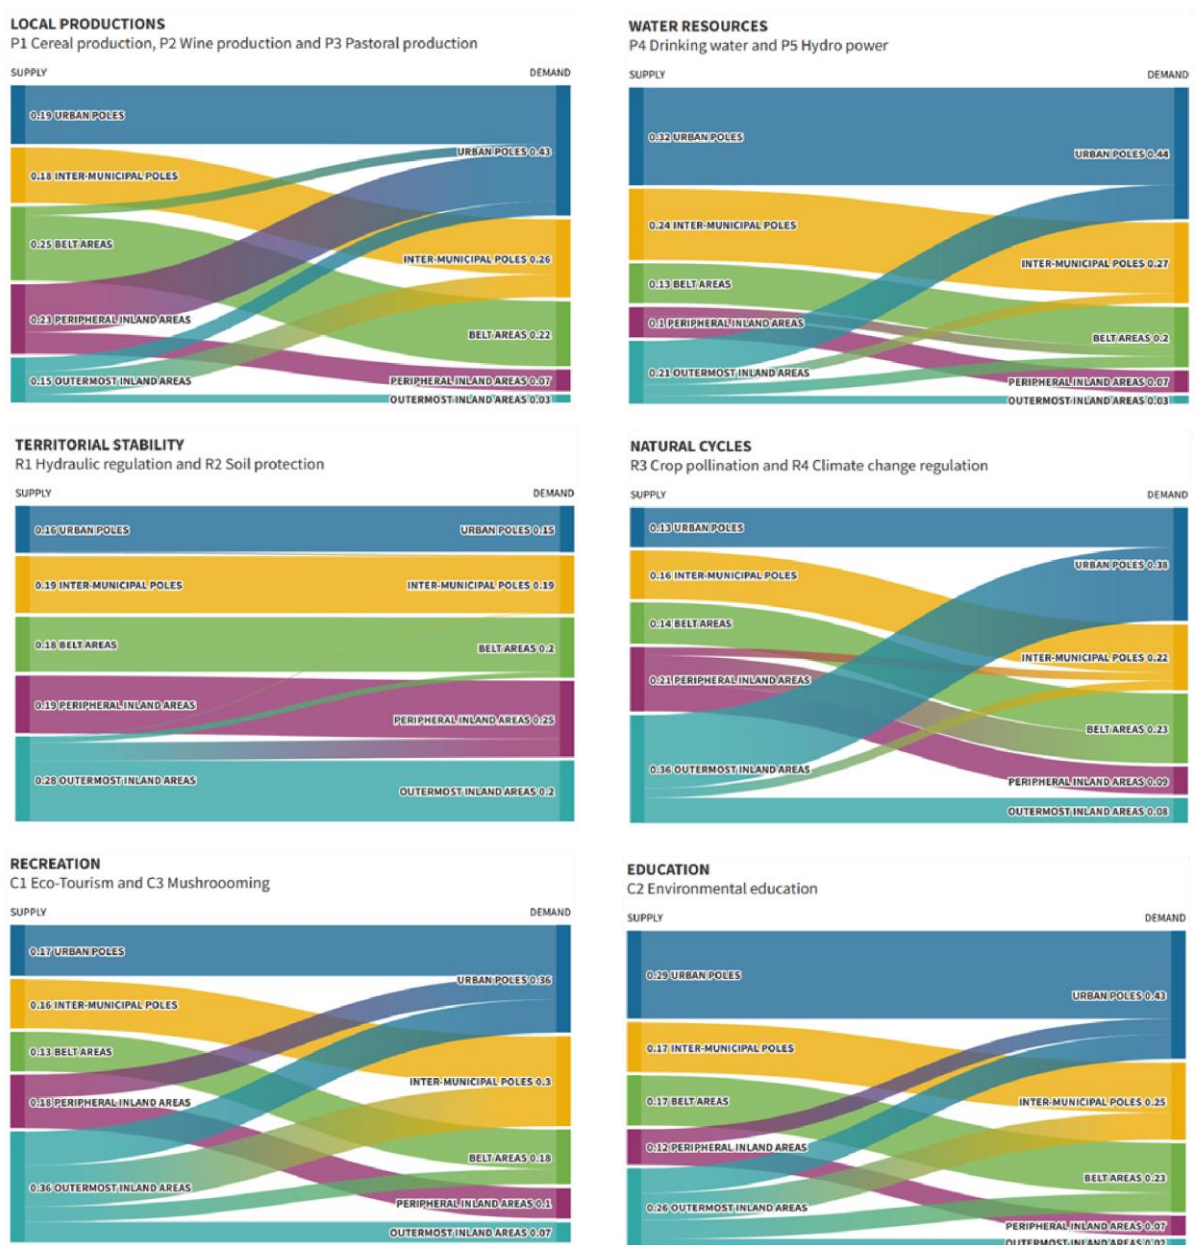 LOCAL PRODUCTIONS
P1 Cereal production, P2 Wine production and P3 Pastoral production
SUPPLY DEMAND
0.19 URBAN POLES
URBAN POLES 0.43
0.18 INTER-MUNICIPAL POLES
0.25 BELT AREAS
INTER-MUNICIPAL POLES 0.26
0.23 PERIPHERAL INLAND AREAS
BELT AREAS 0.22
0.15 OUTERMOST INLAND AREAS
PERIPHERAL INLAND AREAS 0.07
OUTERMOST INLAND AREAS 0.03
WATER RESOURCES
P4 Drinking water and P5 Hydro power
SUPPLY DEMAND
0.32 URBAN POLES
URBAN POLES 0.44
0.24 INTER-MUNICIPAL POLES
INTER-MUNICIPAL POLES 0.27
0.13 BELT AREAS
0.1 PERIPHERAL INLAND AREAS
BELT AREAS 0.2
0.21 OUTERMOST INLAND AREAS
PERIPHERAL INLAND AREAS 0.07
OUTERMOST INLAND AREAS 0.03
TERRITORIAL STABILITY
R1 Hydraulic regulation and R2 Soil protection
SUPPLY DEMAND
0.16 URBAN POLES
URBAN POLES 0.15
0.19 INTER-MUNICIPAL POLES
INTER-MUNICIPAL POLES 0.19
0.18 BELT AREAS
BELT AREAS 0.2
0.19 PERIPHERAL INLAND AREAS
PERIPHERAL INLAND AREAS 0.25
0.28 OUTERMOST INLAND AREAS
OUTERMOST INLAND AREAS 0.2
NATURAL CYCLES
R3 Crop pollination and R4 Climate change regulation
SUPPLY DEMAND
0.13 URBAN POLES
URBAN POLES 0.38
0.16 INTER-MUNICIPAL POLES
0.14 BELT AREAS
INTER-MUNICIPAL POLES 0.22
0.21 PERIPHERAL INLAND AREAS
BELT AREAS 0.23
0.36 OUTERMOST INLAND AREAS
PERIPHERAL INLAND AREAS 0.09
OUTERMOST INLAND AREAS 0.08
RECREATION
C1 Eco-Tourism and C3 Mushroooming
SUPPLY DEMAND
0.17 URBAN POLES
URBAN POLES 0.36
0.16 INTER-MUNICIPAL POLES
0.13 BELT AREAS
INTER-MUNICIPAL POLES 0.3
0.18 PERIPHERAL INLAND AREAS
BELT AREAS 0.18
0.36 OUTERMOST INLAND AREAS
PERIPHERAL INLAND AREAS 0.1
OUTERMOST INLAND AREAS 0.07
EDUCATION
C2 Environmental education
SUPPLY DEMAND
0.29 URBAN POLES
URBAN POLES 0.43
0.17 INTER-MUNICIPAL POLES
0.17 BELT AREAS
INTER-MUNICIPAL POLES 0.25
0.12 PERIPHERAL INLAND AREAS
BELT AREAS 0.23
0.26 OUTERMOST INLAND AREAS
PERIPHERAL INLAND AREAS 0.07
OUTERMOST INLAND AREAS 0.02